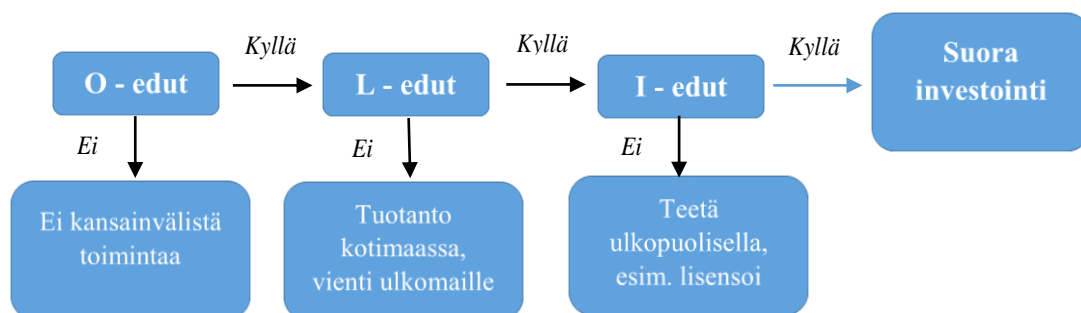 O - edut
Kyllä
L - edut
Kyllä
I - edut
Kyllä
Suora
investointi
Ei
Ei
Ei
Ei kansainvälistä
toimintaa
Tuotanto
kotimaassa,
vienti ulkomaille
Teetä
ulkopuolisella,
esim. lisensoi